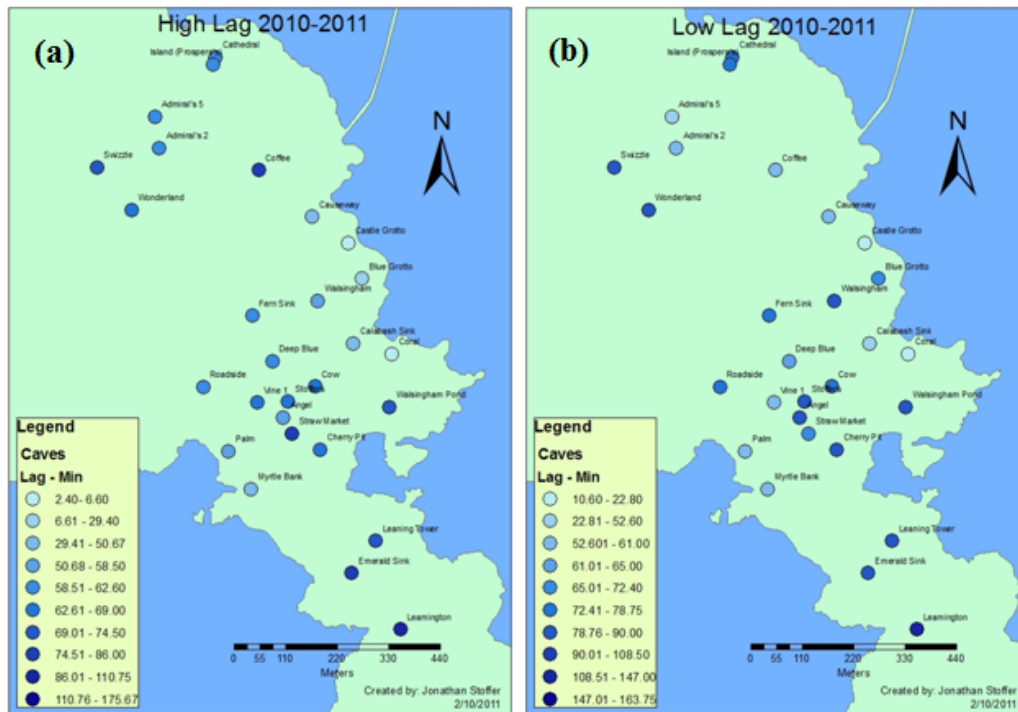 High Lag 2010-2011
(a)
Cathedral
Island (Prosperso)
Admiral's 5
N
Admiral's 2
Swizzle
Coffee
Wonderland
Causeway
Castle Grotto
Blue Grotto
Walsingham
Fern Sink
Calabash Sink
Coral
Deep Blue
Roadside
Cow
Vine 1
Angel
Walsingham Pond
Straw Market
Palm
Cherry Pit
Myrtle Bank
Leaning Tower
Emerald Sink
Leamington
Legend
Caves
Lag - Min
2.40 - 6.60
6.61 - 29.40
29.41 - 50.67
50.68 - 58.50
58.51 - 62.60
62.61 - 69.00
69.01 - 74.50
74.51 - 86.00
86.01 - 110.75
110.76 - 175.67
0 55 110 220 330 440
Meters
Created by: Jonathan Stoffer
2/10/2011
Low Lag 2010-2011
(b)
Cathedral
Admiral's 5
N
Admiral's 2
Swizzle
Coffee
Wonderland
Causeway
Castle Grotto
Blue Grotto
Walsingham
Fern Sink
Calabash Sink
Coral
Deep Blue
Roadside
Cow
Vine 1
Angel
Walsingham Pond
Straw Market
Palm
Cherry Pit
Myrtle Bank
Leaning Tower
Emerald Sink
Leamington
Legend
Caves
Lag - Min
10.60 - 22.80
22.81 - 52.60
52.601 - 61.00
61.01 - 65.00
65.01 - 72.40
72.41 - 78.75
78.76 - 90.00
90.01 - 108.50
108.51 - 147.00
147.01 - 163.75
0 55 110 220 330 440
Meters
Created by: Jonathan Stoffer
2/10/2011